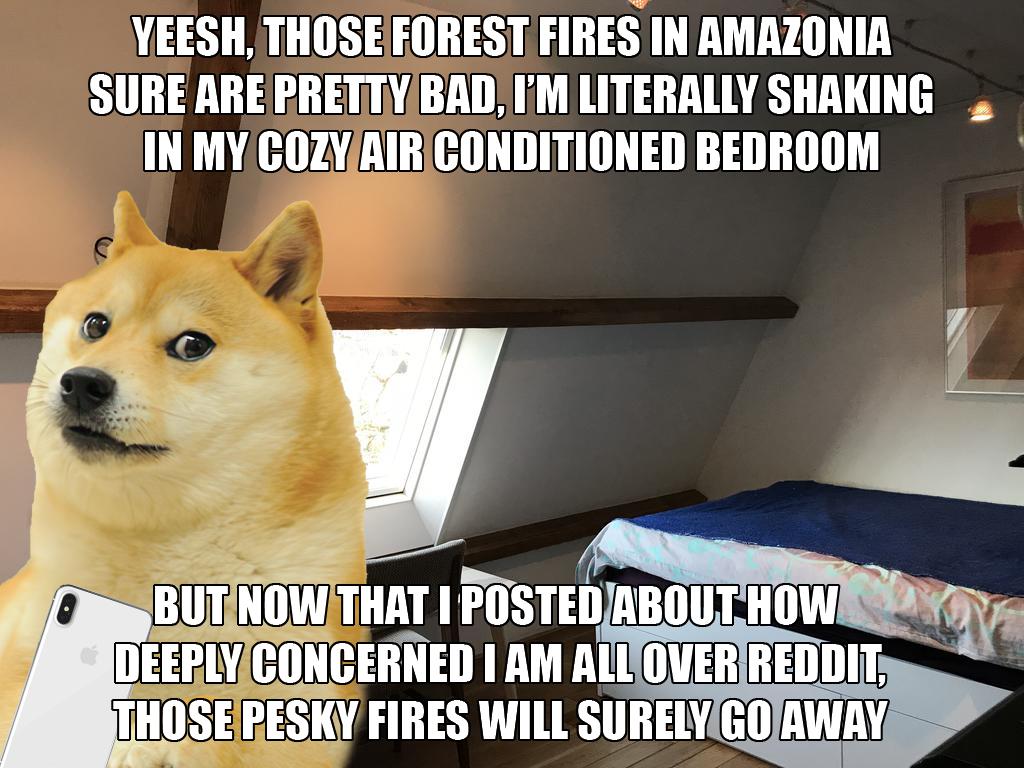 YEESH, THOSE FOREST FIRES IN AMAZONIA
SURE ARE PRETTY BAD, I'M LITERALLY SHAKING
IN MY COZY AIR CONDITIONED BEDROOM
BUT NOW THAT I POSTED ABOUT HOW
DEEPLY CONCERNED I AM ALL OVER REDDIT,
THOSE PESKY FIRES WILL SURELY GO AWAY